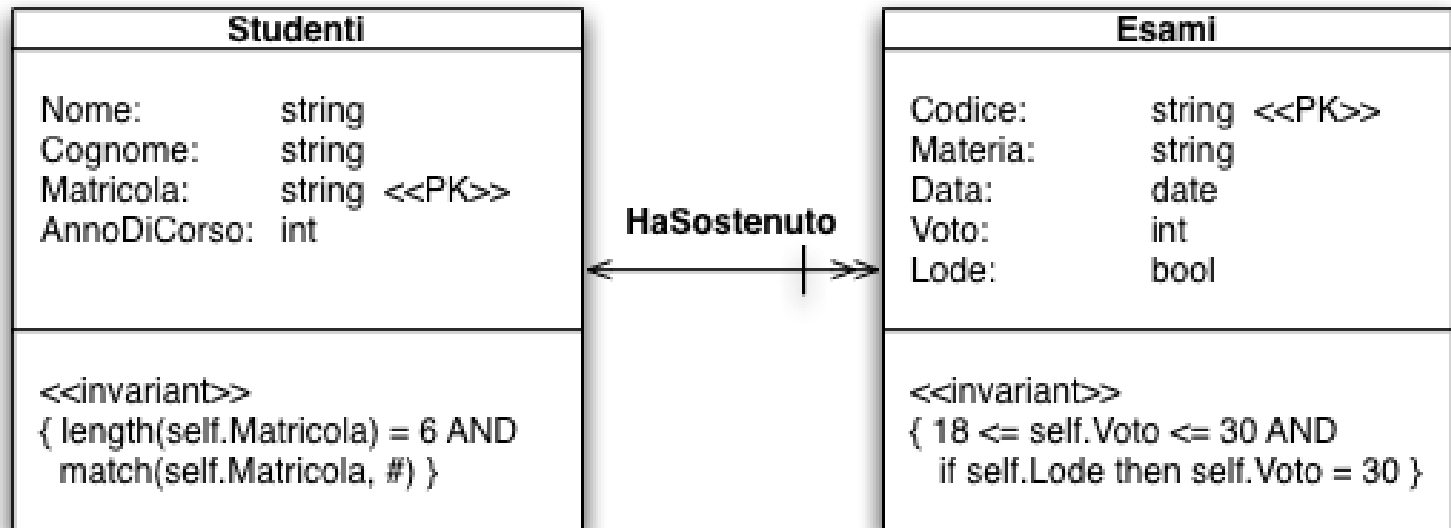 Studenti
Nome: string
Cognome: string
Matricola: string <<PK>>
AnnoDiCorso: int
<<invariant>>
{ length(self.Matricola) = 6 AND
match(self.Matricola, #) }
HaSostenuto
Esami
Codice: string <<PK>>
Materia: string
Data: date
Voto: int
Lode: bool
<<invariant>>
{ 18 <= self.Voto <= 30 AND
if self.Lode then self.Voto = 30 }